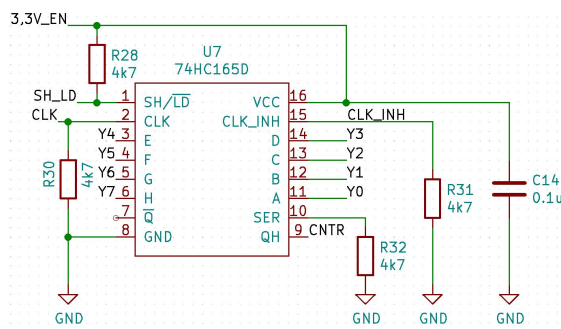 3,3V_EN
U7
74HC165D
R28
4k7
SH_LD
1 SH/LD VCC 16
CLK
2 CLK CLK_INH 15 CLK_INH
Y4 3 E D 14 Y3
Y5 4 F C 13 Y2
Y6 5 G B 12 Y1
Y7 6 H A 11 Y0
7 Q SER 10
8 GND QH 9 CNTR
R30
4k7
R32
4k7
R31
4k7
C14
0.1u
GND
GND
GND
GND